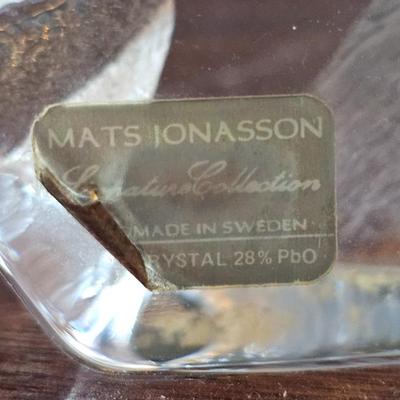 MATS JONASSON
Signature Collection
MADE IN SWEDEN
RYSTAL 28% PbO